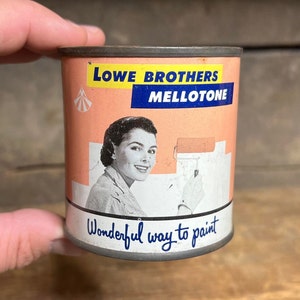 LOWE BROTHERS
MELLOTONE
Wonderful way to paint